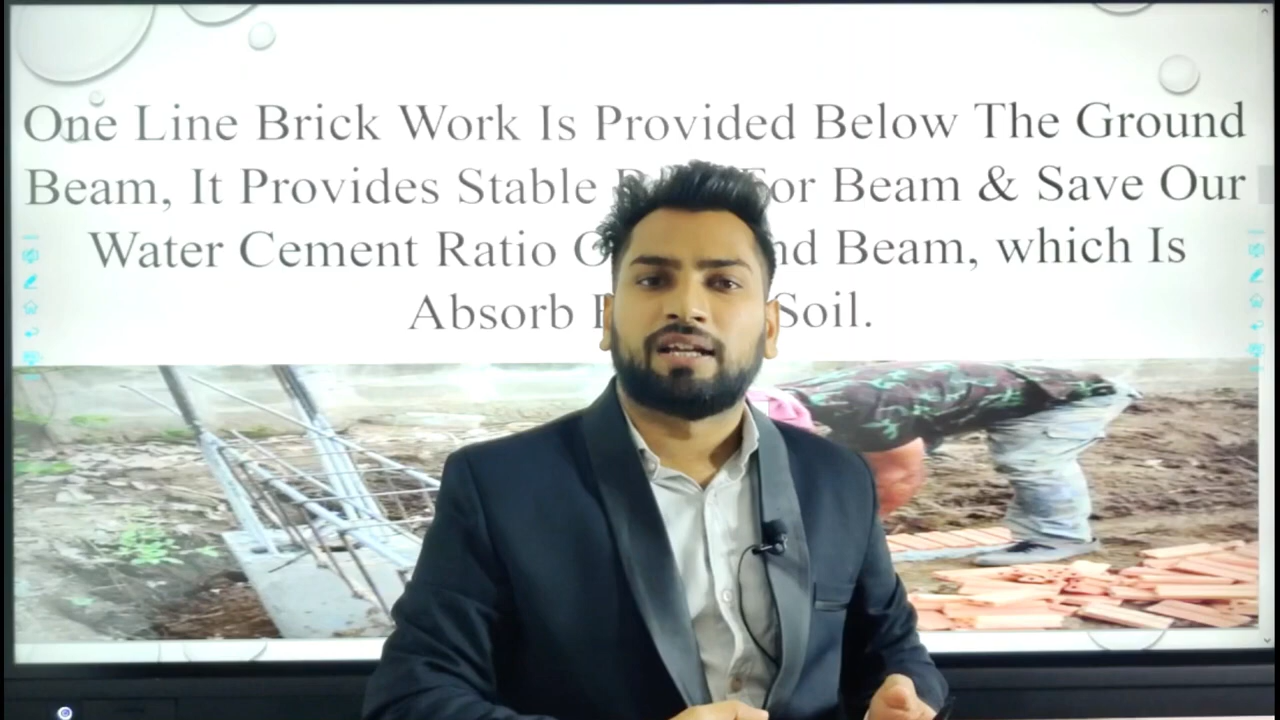 One Line Brick Work Is Provided Below The Ground
Beam, It Provides Stable For Beam & Save Our
Water Cement Ratio Beam, which Is
Absorb Soil.